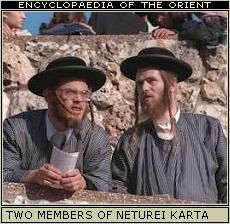 ENCYCLOPAEDIA OF THE ORIENT
TWO MEMBERS OF NETUREI KARTA